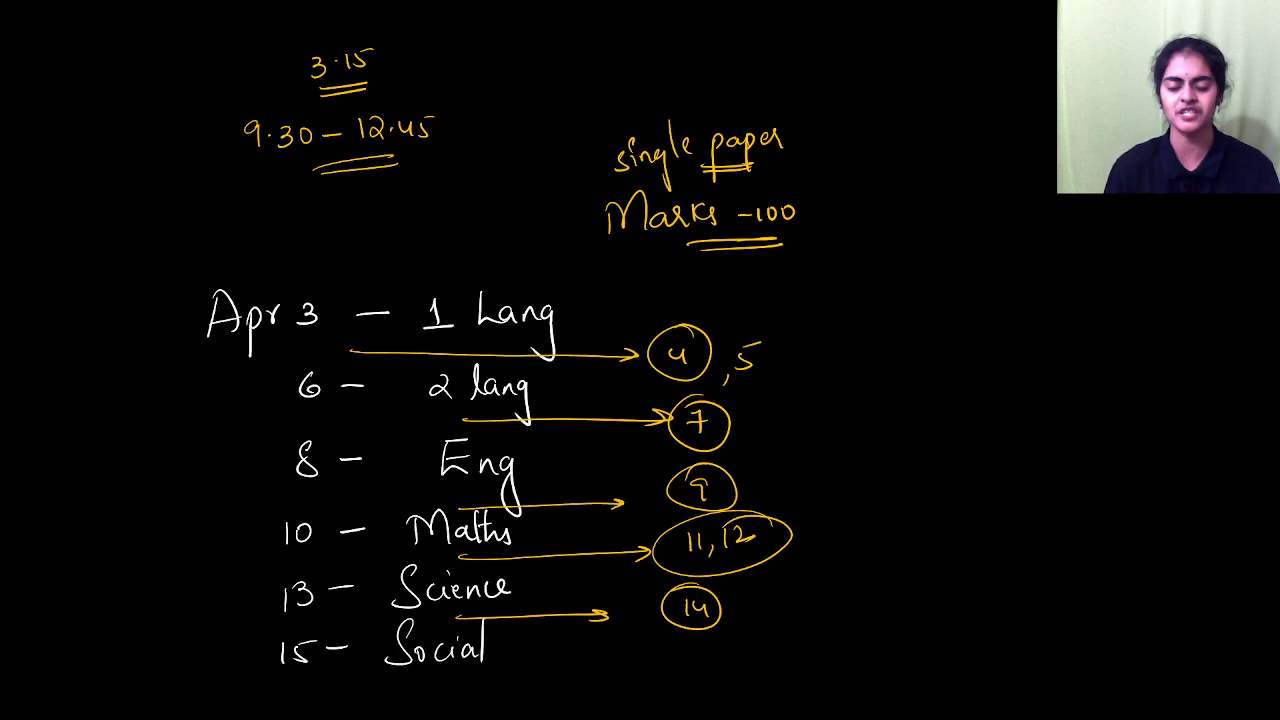 3.15
9.30 - 12.45
single paper
Marks - 100
Apr 3 - 1 Lang
4, 5
6 - 2 lang
7
8 - Eng
9
10 - Maths
11, 12
13 - Science
14
15 - Social